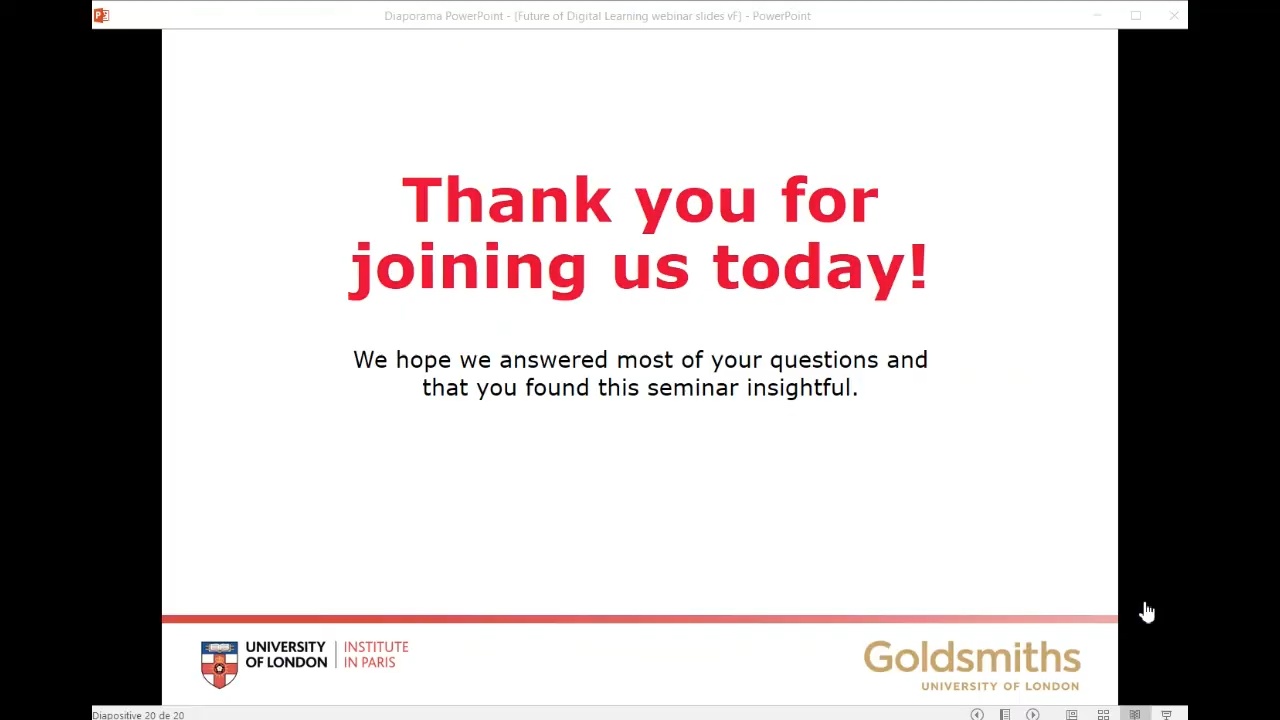 Diaporama PowerPoint - [Future of Digital Learning webinar slides vF] - PowerPoint
Thank you for
joining us today!
We hope we answered most of your questions and
that you found this seminar insightful.
UNIVERSITY
OF LONDON
INSTITUTE
IN PARIS
Goldsmiths
UNIVERSITY OF LONDON
Diapositive 20 de 20